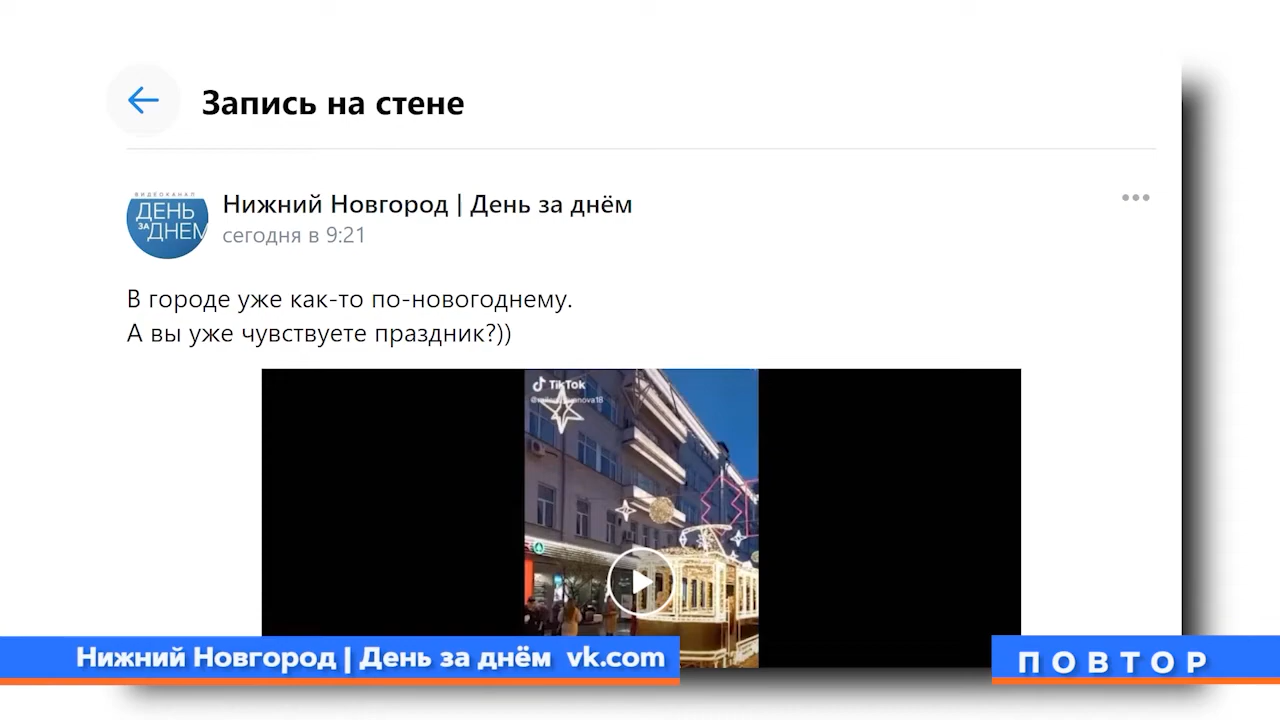 Запись на стене
ВИДЕОКАНАЛ
ДЕНЬ
ЗА
ДНЕМ
Нижний Новгород | День за днём
сегодня в 9:21
В городе уже как-то по-новогоднему.
А вы уже чувствуете праздник?))
TikTok
Нижний Новгород | День за днём vk.com
ПОВТОР